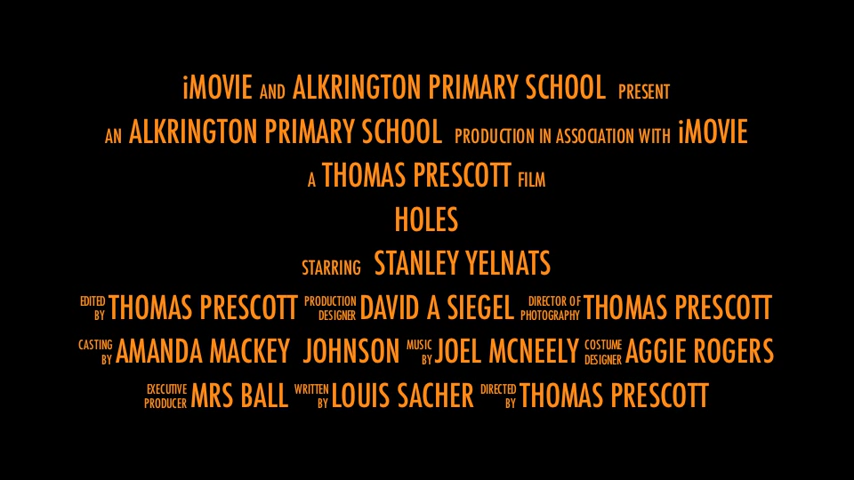 iMOVIE AND ALKRINGTON PRIMARY SCHOOL PRESENT
AN ALKRINGTON PRIMARY SCHOOL PRODUCTION IN ASSOCIATION WITH iMOVIE
A THOMAS PRESCOTT FILM
HOLES
STARRING STANLEY YELNATS
EDITED BY THOMAS PRESCOTT PRODUCTION DESIGNER DAVID A SIEGEL DIRECTOR OF PHOTOGRAPHY THOMAS PRESCOTT
CASTING BY AMANDA MACKEY JOHNSON MUSIC BY JOEL MCNEELY COSTUME DESIGNER AGGIE ROGERS
EXECUTIVE PRODUCER MRS BALL WRITTEN BY LOUIS SACHER DIRECTED BY THOMAS PRESCOTT